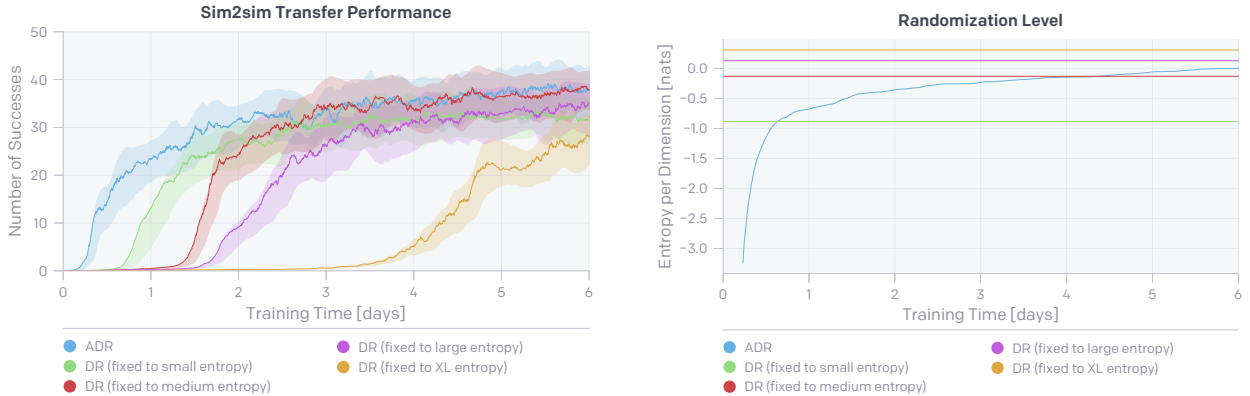 Sim2sim Transfer Performance
Number of Successes
50
40
30
20
10
0
0 1 2 3 4 5 6
Training Time [days]
ADR
DR (fixed to small entropy)
DR (fixed to medium entropy)
DR (fixed to large entropy)
DR (fixed to XL entropy)
Randomization Level
Entropy per Dimension [nats]
0.0
−0.5
−1.0
−1.5
−2.0
−2.5
−3.0
0 1 2 3 4 5 6
Training Time [days]
ADR
DR (fixed to small entropy)
DR (fixed to medium entropy)
DR (fixed to large entropy)
DR (fixed to XL entropy)